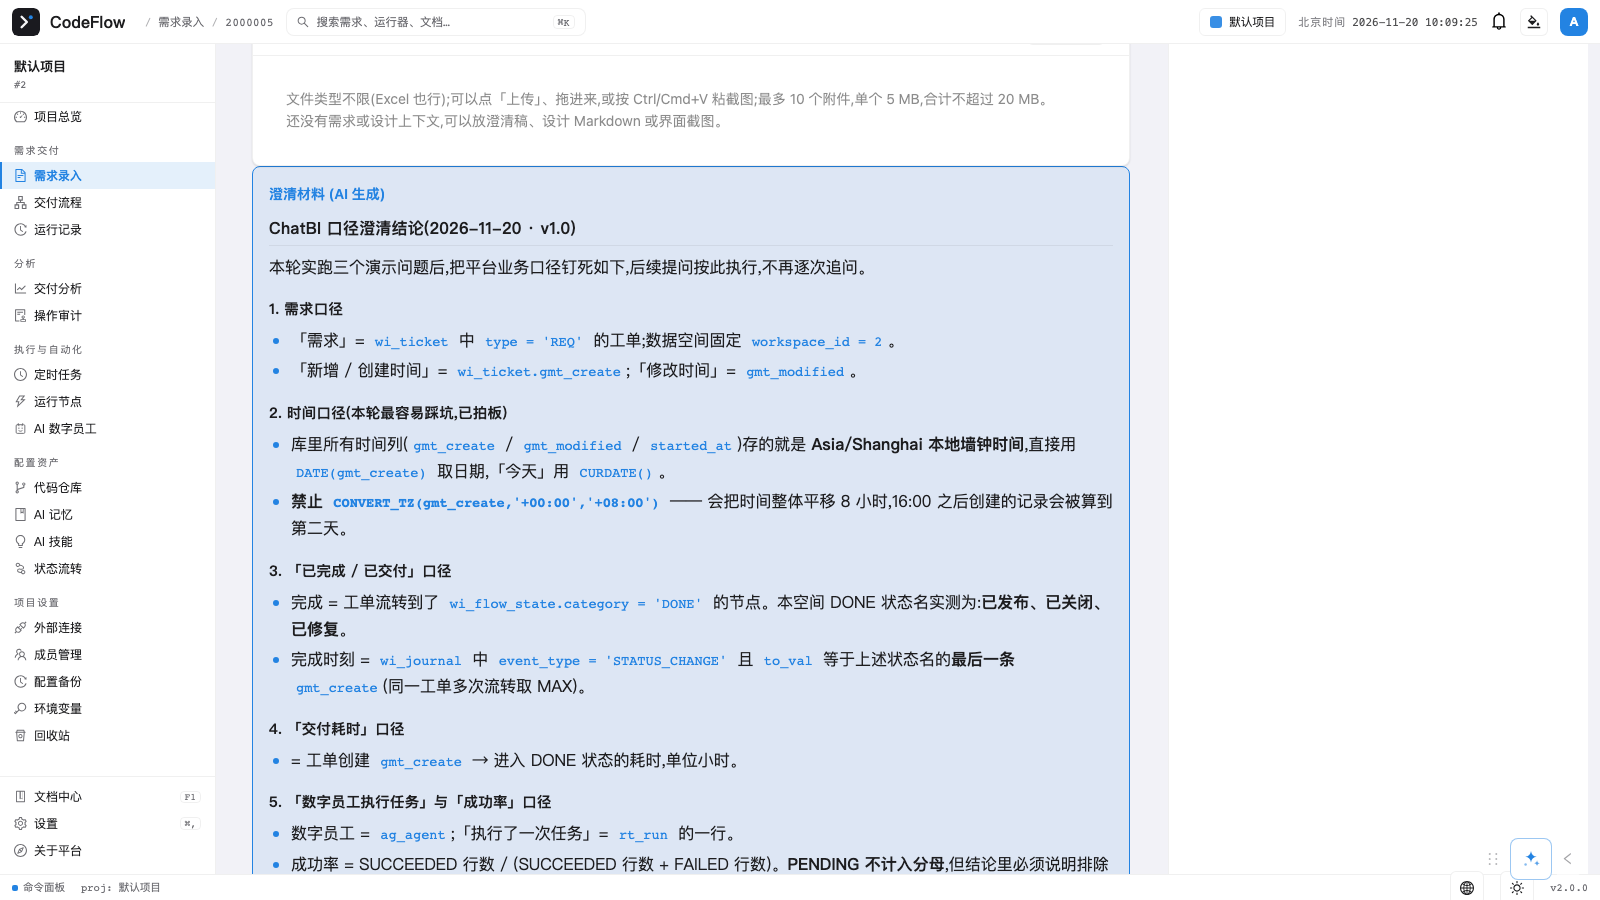 CodeFlow / 需求录入 / 2000005 搜索需求、运行器、文档... ⌘K 默认项目 北京时间 2026-11-20 10:09:25 A
默认项目
#2
项目总览
需求交付
需求录入
交付流程
运行记录
分析
交付分析
操作审计
执行与自动化
定时任务
运行节点
AI 数字员工
配置资产
代码仓库
AI 记忆
AI 技能
状态流转
项目设置
外部连接
成员管理
配置备份
环境变量
回收站
文档中心 F1
设置 ⌘,
关于平台
文件类型不限(Excel 也行);可以点「上传」、拖进来,或按 Ctrl/Cmd+V 粘截图;最多 10 个附件,单个 5 MB,合计不超过 20 MB。
还没有需求或设计上下文,可以放澄清稿、设计 Markdown 或界面截图。
澄清材料 (AI 生成)
ChatBI 口径澄清结论(2026-11-20 · v1.0)
本轮实跑三个演示问题后,把平台业务口径钉死如下,后续提问按此执行,不再逐次追问。
1. 需求口径
「需求」= wi_ticket 中 type = 'REQ' 的工单;数据空间固定 workspace_id = 2 。
「新增 / 创建时间」= wi_ticket.gmt_create ;「修改时间」= gmt_modified 。
2. 时间口径(本轮最容易踩坑,已拍板)
库里所有时间列( gmt_create / gmt_modified / started_at )存的就是 Asia/Shanghai 本地墙钟时间,直接用
DATE(gmt_create) 取日期,「今天」用 CURDATE() 。
禁止 CONVERT_TZ(gmt_create,'+00:00','+08:00') —— 会把时间整体平移 8 小时,16:00 之后创建的记录会被算到
第二天。
3. 「已完成 / 已交付」口径
完成 = 工单流转到了 wi_flow_state.category = 'DONE' 的节点。本空间 DONE 状态名实测为:已发布、已关闭、
已修复。
完成时刻 = wi_journal 中 event_type = 'STATUS_CHANGE' 且 to_val 等于上述状态名的最后一条
gmt_create (同一工单多次流转取 MAX)。
4. 「交付耗时」口径
= 工单创建 gmt_create → 进入 DONE 状态的耗时,单位小时。
5. 「数字员工执行任务」与「成功率」口径
数字员工 = ag_agent ;「执行了一次任务」= rt_run 的一行。
成功率 = SUCCEEDED 行数 / (SUCCEEDED 行数 + FAILED 行数)。PENDING 不计入分母,但结论里必须说明排除
命令面板 proj: 默认项目 v2.0.0